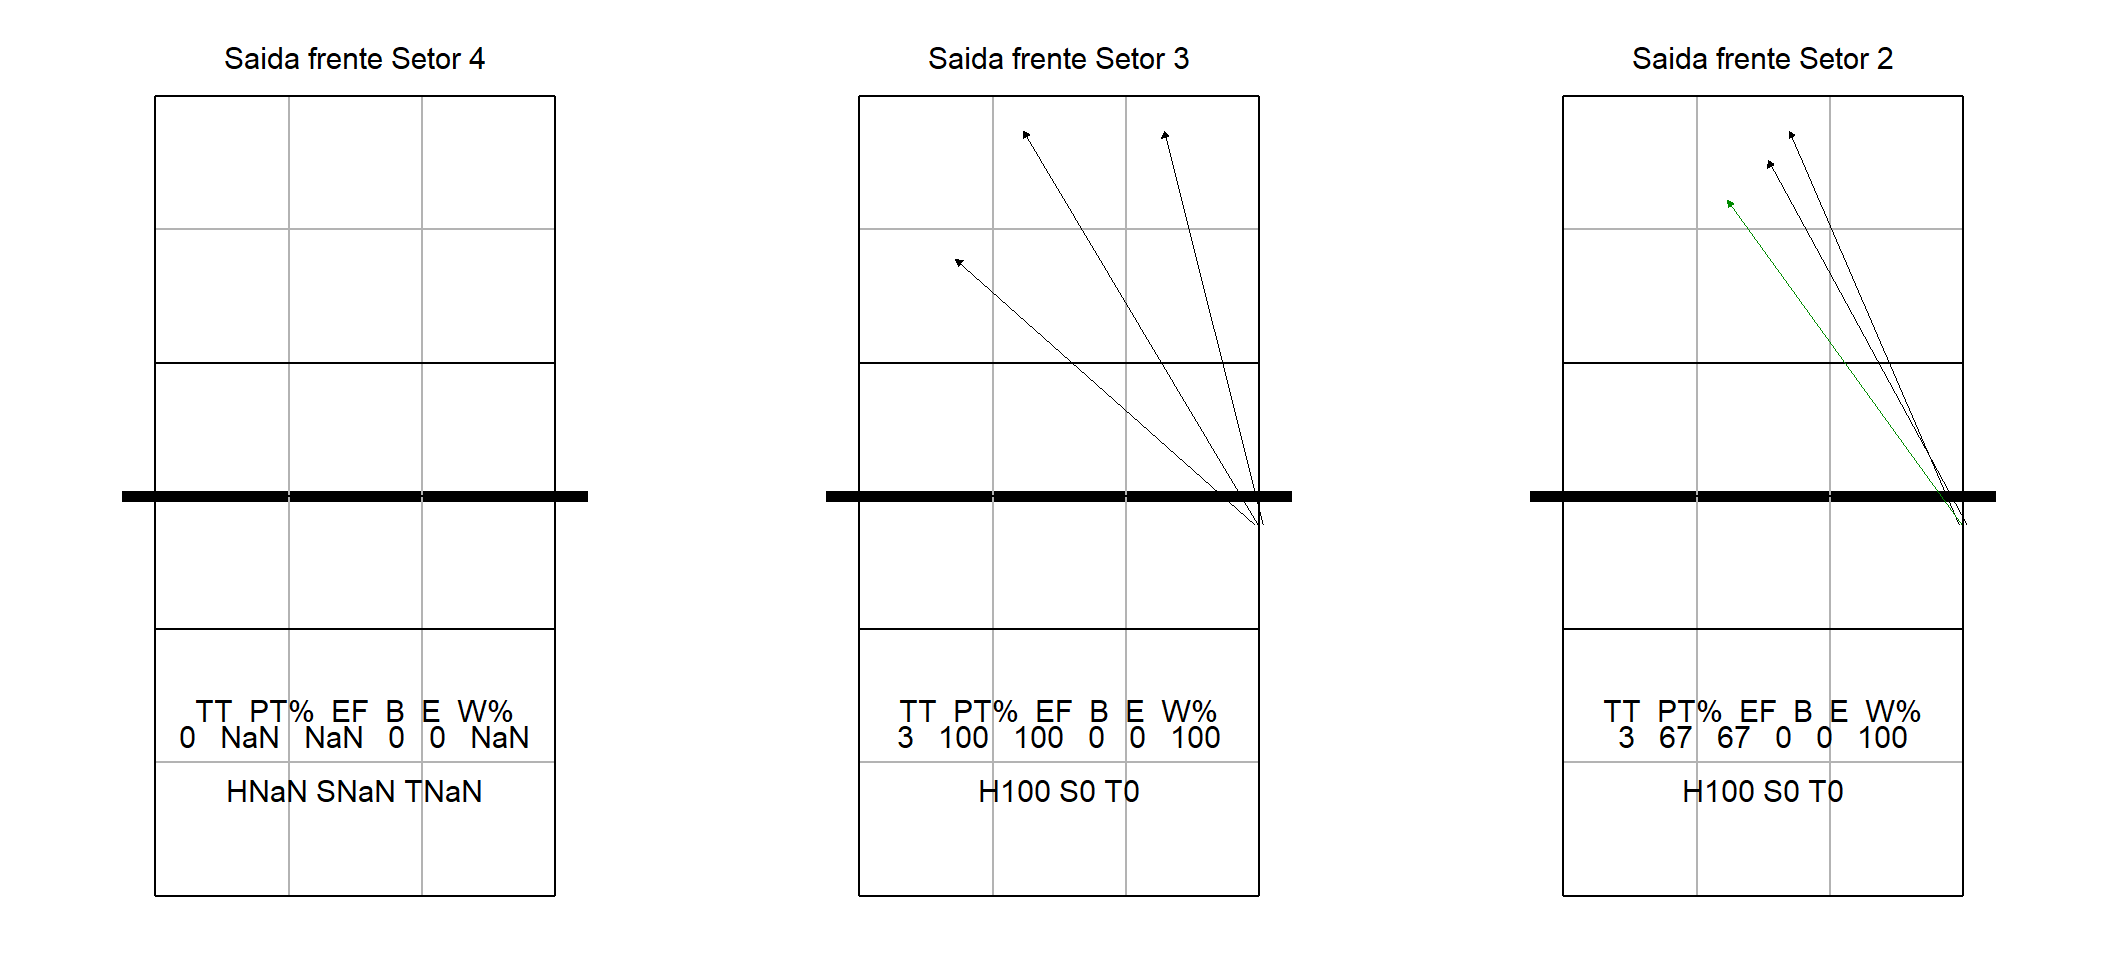 Saida frente Setor 4
TT PT% EF B E W%
0 NaN NaN 0 0 NaN
HNaN SNaN TNaN
Saida frente Setor 3
TT PT% EF B E W%
3 100 100 0 0 100
H100 S0 T0
Saida frente Setor 2
TT PT% EF B E W%
3 67 67 0 0 100
H100 S0 T0